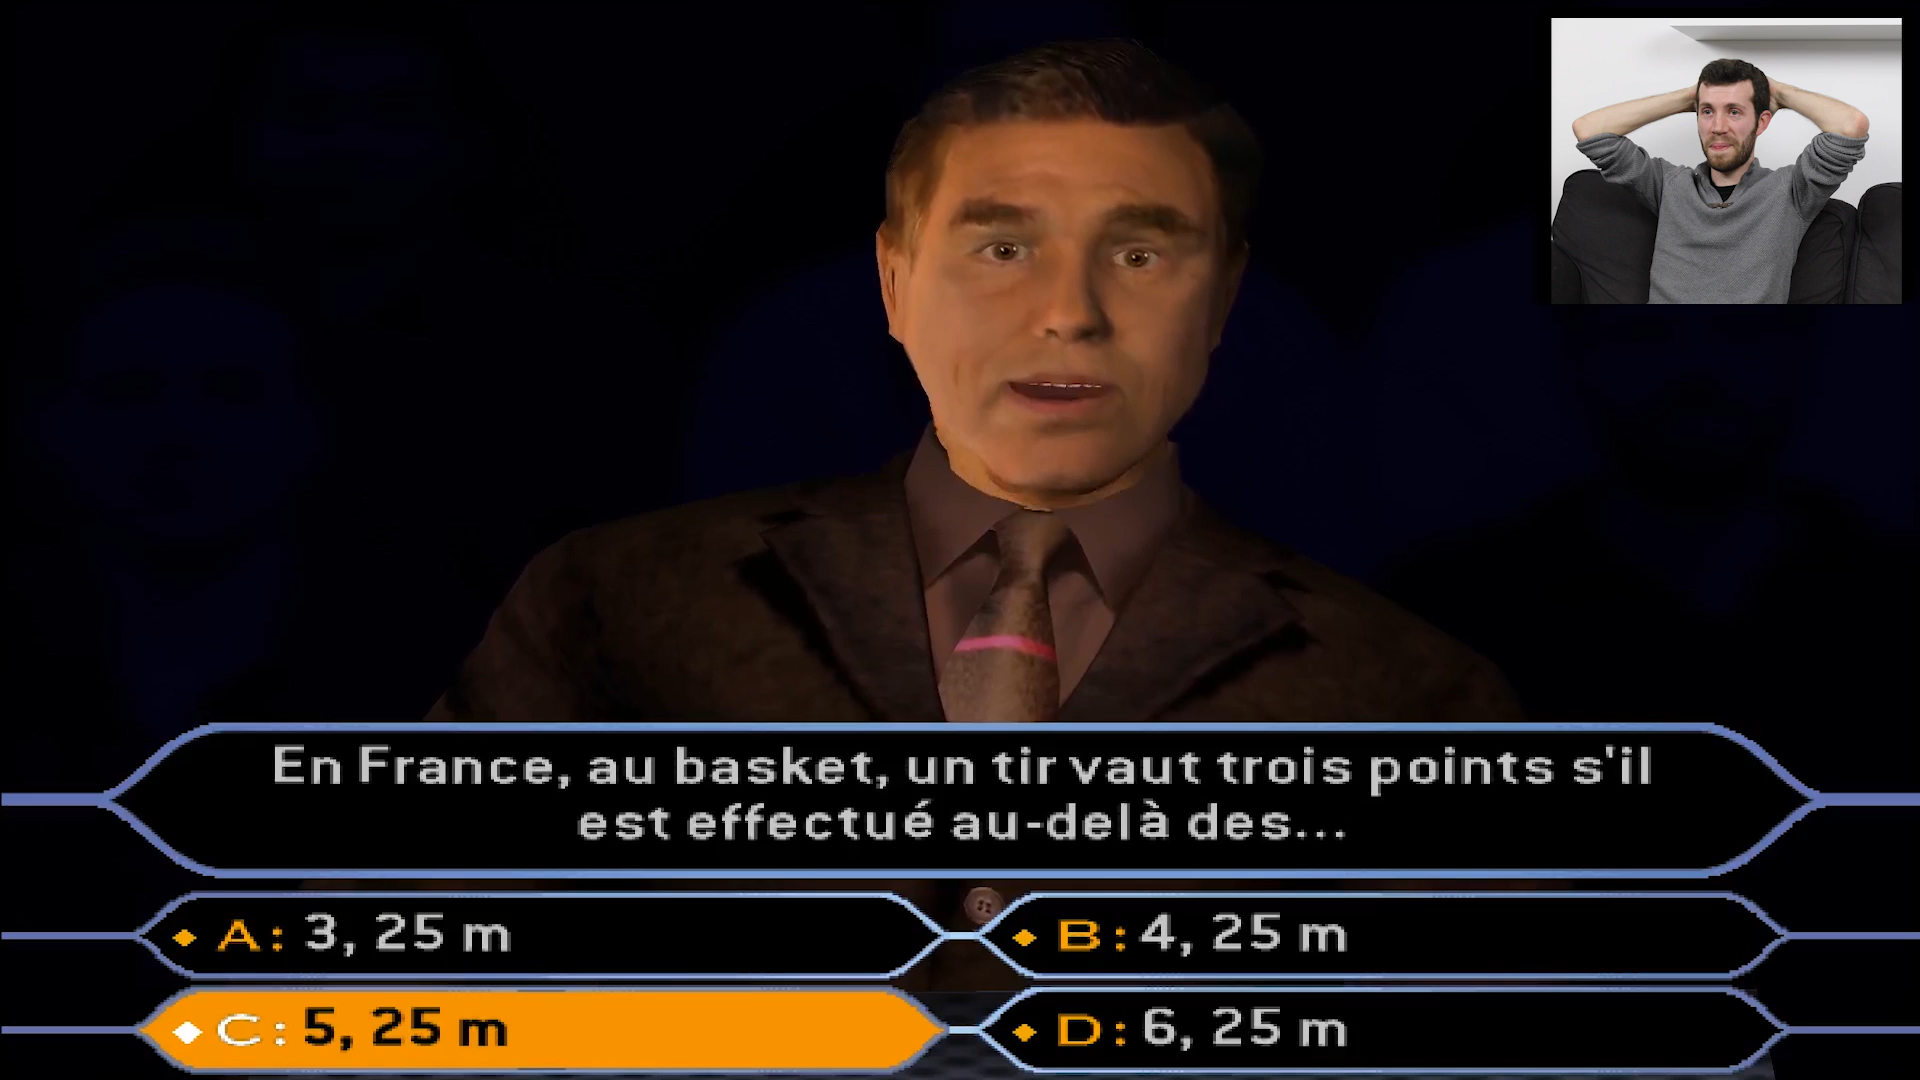 En France, au basket, un tir vaut trois points s'il
est effectué au-delà des...
A: 3, 25 m
B: 4, 25 m
C: 5, 25 m
D: 6, 25 m